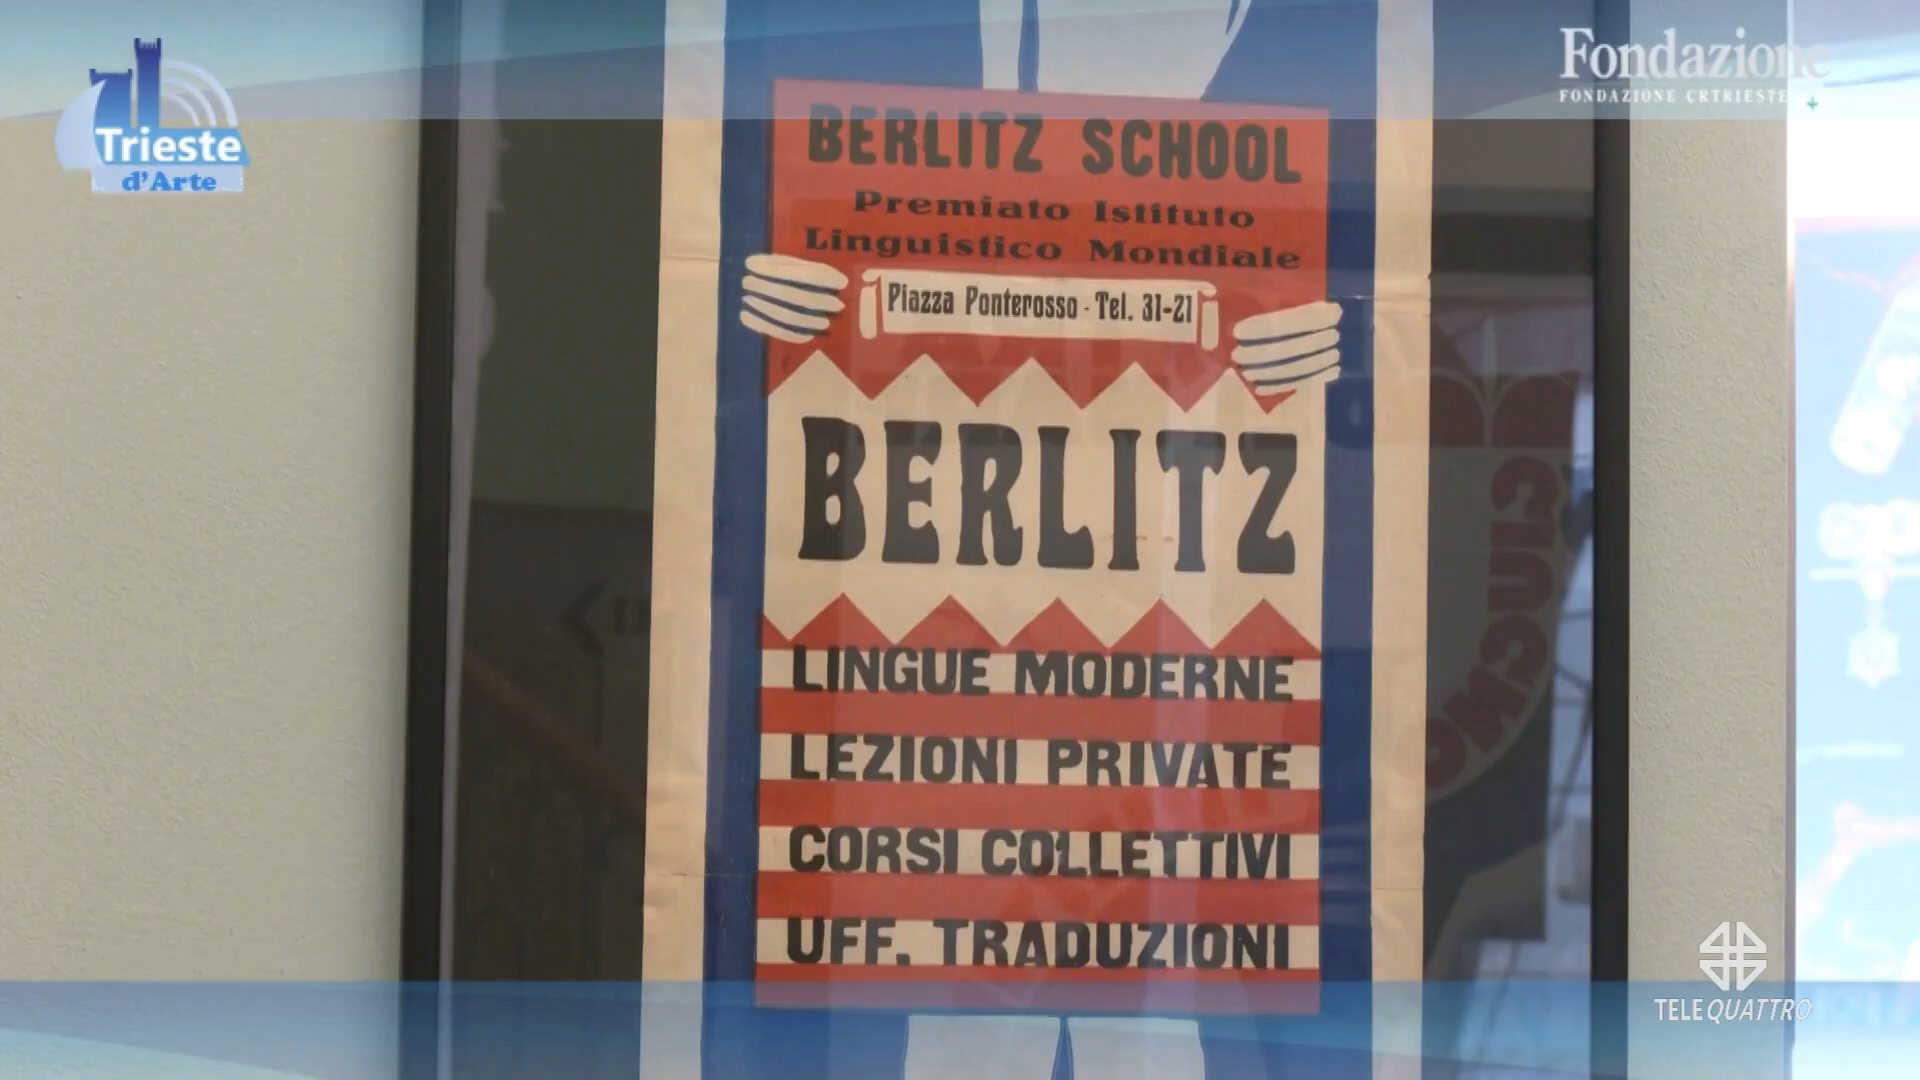 Trieste
d'Arte
Fondazione
FONDAZIONE CRTRIESTE
BERLITZ SCHOOL
Premiato Istituto
Linguistico Mondiale
Piazza Ponterosso - Tel. 31-21
BERLITZ
LINGUE MODERNE
LEZIONI PRIVATE
CORSI COLLETTIVI
UFF. TRADUZIONI
TELEQUATTRO